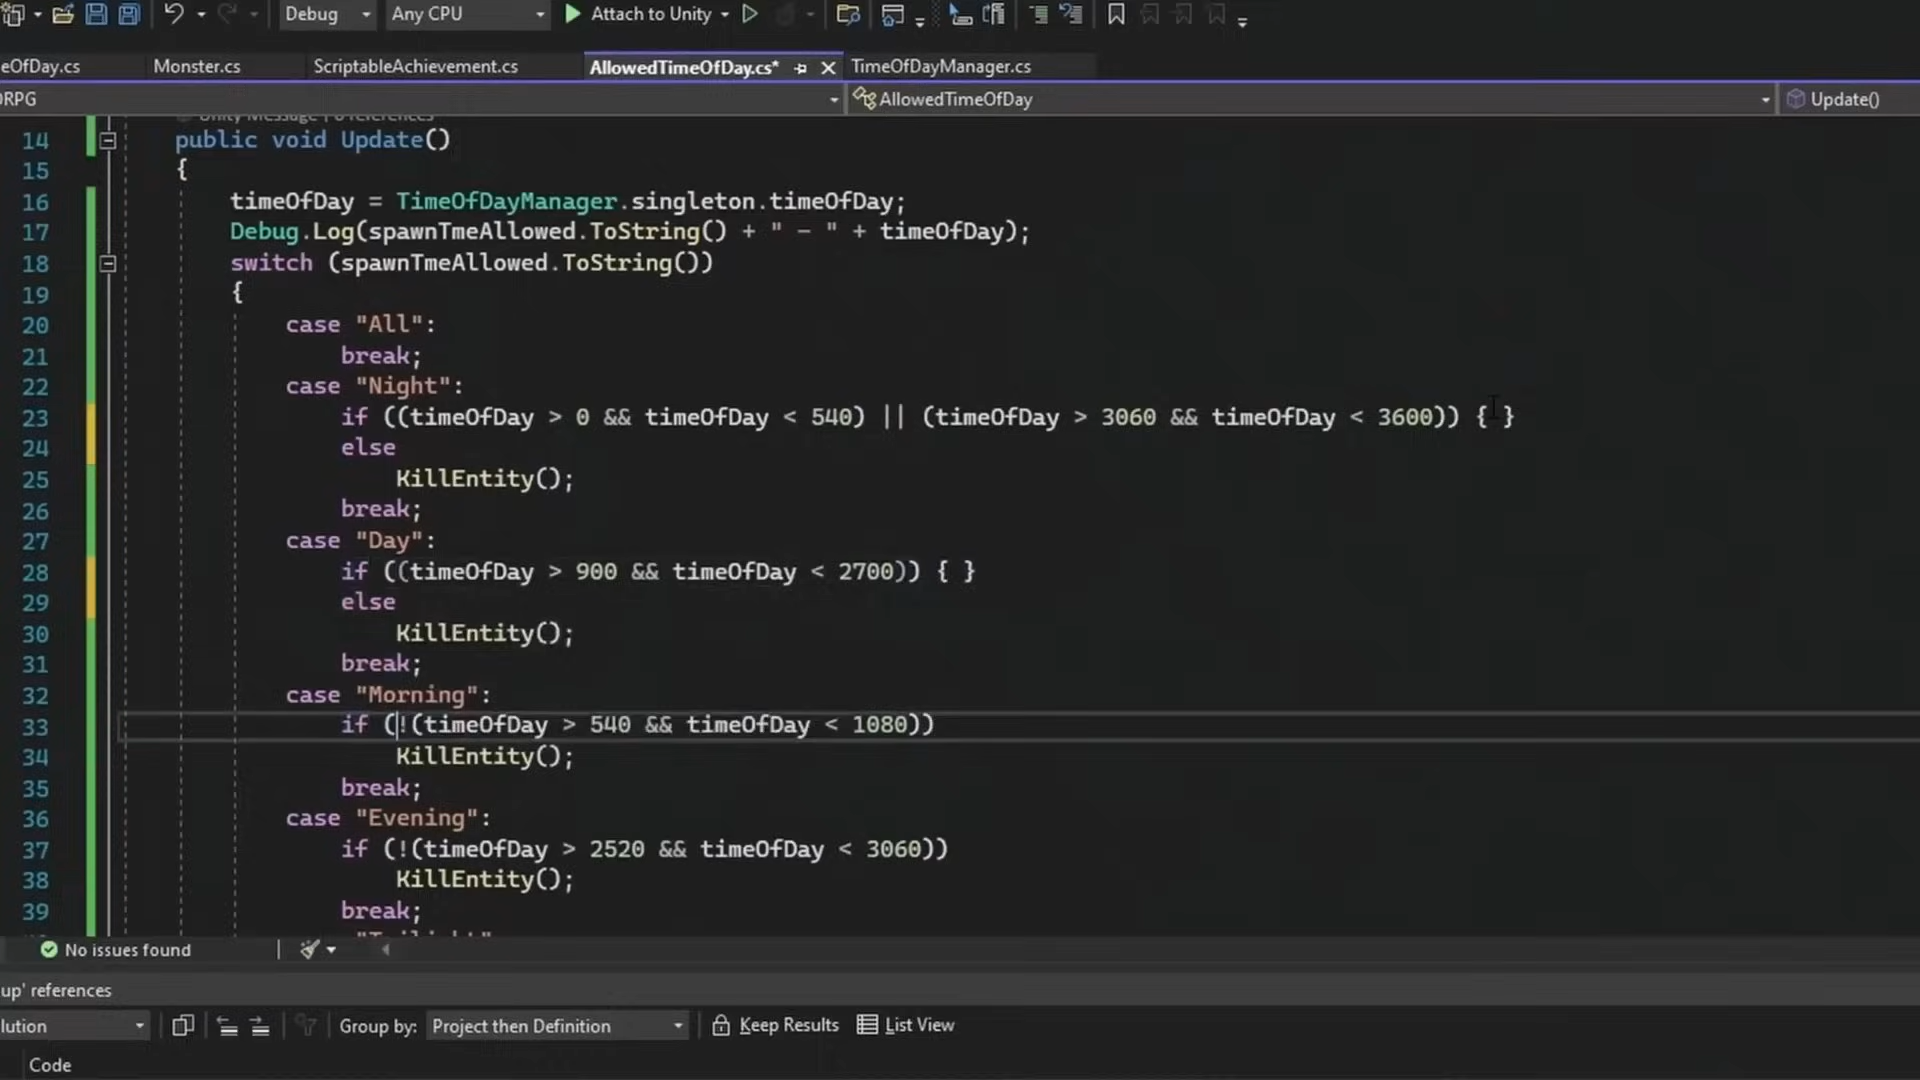 Debug Any CPU Attach to Unity
eOfDay.cs Monster.cs ScriptableAchievement.cs AllowedTimeOfDay.cs* TimeOfDayManager.cs
ORPG AllowedTimeOfDay Update()
14 public void Update()
15 {
16 timeOfDay = TimeOfDayManager.singleton.timeOfDay;
17 Debug.Log(spawnTmeAllowed.ToString() + " - " + timeOfDay);
18 switch (spawnTmeAllowed.ToString())
19 {
20 case "All":
21 break;
22 case "Night":
23 if ((timeOfDay > 0 && timeOfDay < 540) || (timeOfDay > 3060 && timeOfDay < 3600)) { }
24 else
25 KillEntity();
26 break;
27 case "Day":
28 if ((timeOfDay > 900 && timeOfDay < 2700)) { }
29 else
30 KillEntity();
31 break;
32 case "Morning":
33 if (!(timeOfDay > 540 && timeOfDay < 1080))
34 KillEntity();
35 break;
36 case "Evening":
37 if (!(timeOfDay > 2520 && timeOfDay < 3060))
38 KillEntity();
39 break;
No issues found
up' references
lution Group by: Project then Definition Keep Results List View
Code